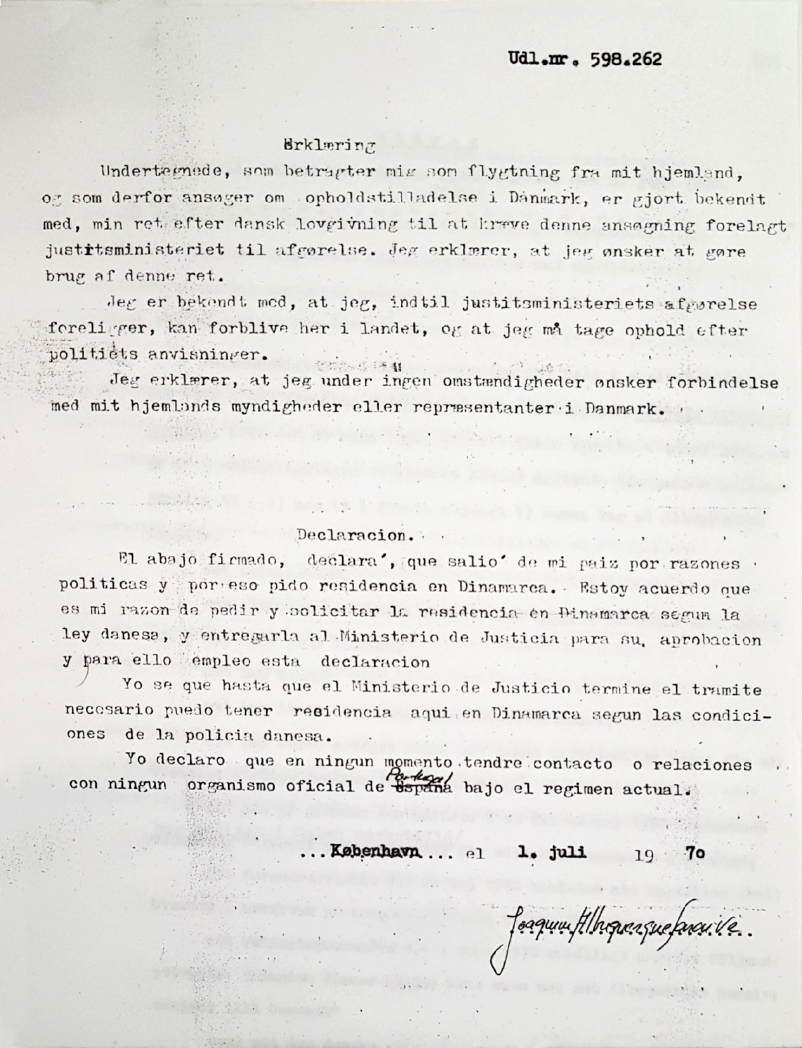 Udl.nr. 598.262
Erklæring
Undertegnede, som betragter mig som flygtning fra mit hjemland,
og som derfor ansøger om opholdstilladelse i Danmark, er gjort bekendt
med, min ret efter dansk lovgivning til at kræve denne ansøgning forelagt
justitsministeriet til afgørelse. Jeg erklærer, at jeg ønsker at gøre
brug af denne ret.
Jeg er bekendt med, at jeg, indtil justitsministeriets afgørelse
foreligger, kan forblive her i landet, og at jeg må tage ophold efter
politiets anvisninger.
Jeg erklærer, at jeg under ingen omstændigheder ønsker forbindelse
med mit hjemlands myndigheder eller repræsentanter i Danmark.
Declaracion.
El abajo firmado, declara´, que salio´ de mi paiz por razones
politicas y por eso pido residencia en Dinamarca. Estoy acuerdo que
es mi razon de pedir y solicitar la residencia en Dinamarca segun la
ley danesa, y entregarla al Ministerio de Justicia para su, aprobacion
y para ello empleo esta declaracion
Yo se que hasta que el Ministerio de Justicio termine el tramite
necesario puedo tener residencia aqui en Dinamarca segun las condici-
ones de la policia danesa.
Yo declaro que en ningun momento tendre contacto o relaciones
Portugal
con ningun organismo oficial de España bajo el regimen actual.
...København... el 1. juli 19 70
Joaquim Albuquerque